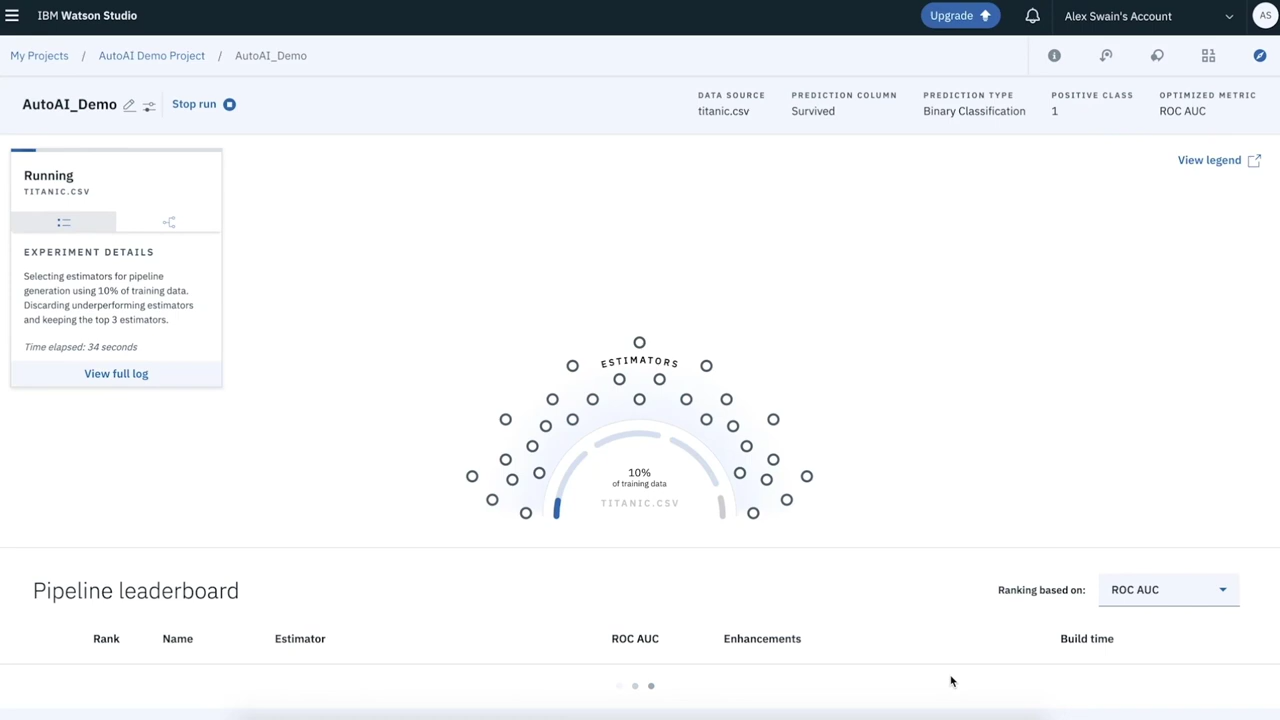 IBM Watson Studio
Upgrade
Alex Swain's Account
AS
My Projects / AutoAI Demo Project / AutoAI_Demo
AutoAI_Demo
Stop run
DATA SOURCE
titanic.csv
PREDICTION COLUMN
Survived
PREDICTION TYPE
Binary Classification
POSITIVE CLASS
1
OPTIMIZED METRIC
ROC AUC
View legend
Running
TITANIC.CSV
EXPERIMENT DETAILS
Selecting estimators for pipeline
generation using 10% of training data.
Discarding underperforming estimators
and keeping the top 3 estimators.
Time elapsed: 34 seconds
View full log
ESTIMATORS
10%
of training data
TITANIC.CSV
Pipeline leaderboard
Ranking based on:
ROC AUC
Rank Name Estimator ROC AUC Enhancements Build time